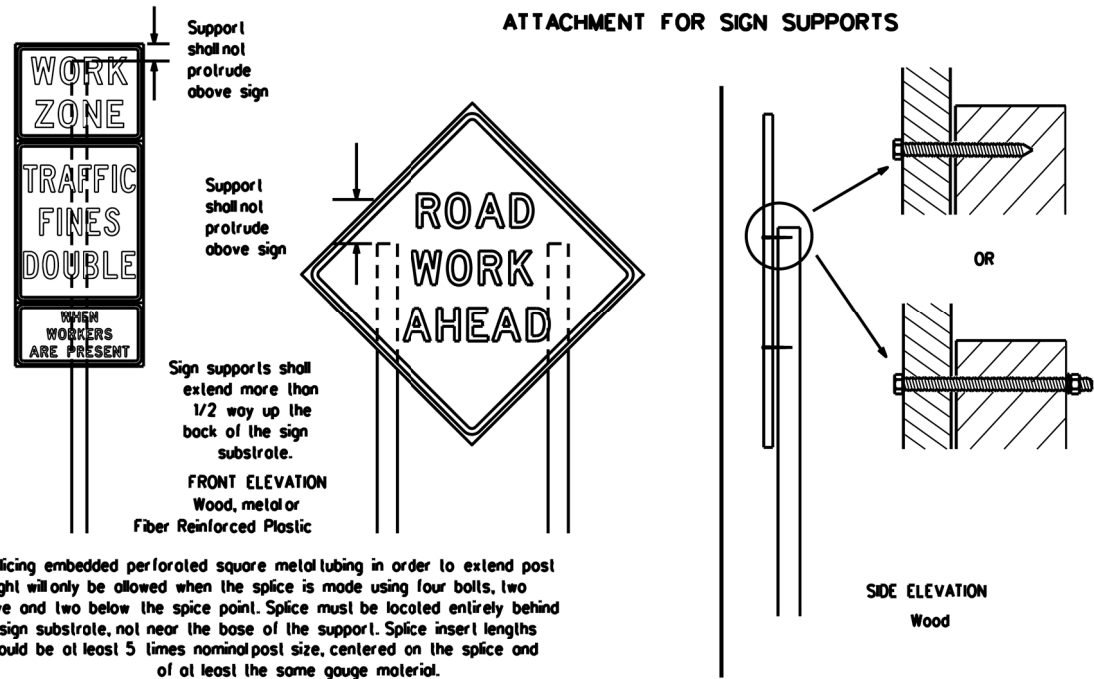 ATTACHMENT FOR SIGN SUPPORTS
Support
shall not
protrude
above sign
WORK
ZONE
TRAFFIC
FINES
DOUBLE
WHEN
WORKERS
ARE PRESENT
Support
shall not
protrude
above sign
ROAD
WORK
AHEAD
Sign supports shall
extend more than
1/2 way up the
back of the sign
substrate.
FRONT ELEVATION
Wood, metal or
Fiber Reinforced Plastic
OR
SIDE ELEVATION
Wood
embedded perforated square metal tubing in order to extend post
will only be allowed when the splice is made using four bolts, two
and two below the spice point. Splice must be located entirely behind
sign substrate, not near the base of the support. Splice insert lengths
be at least 5 times nominal post size, centered on the splice and
of at least the same gauge material.